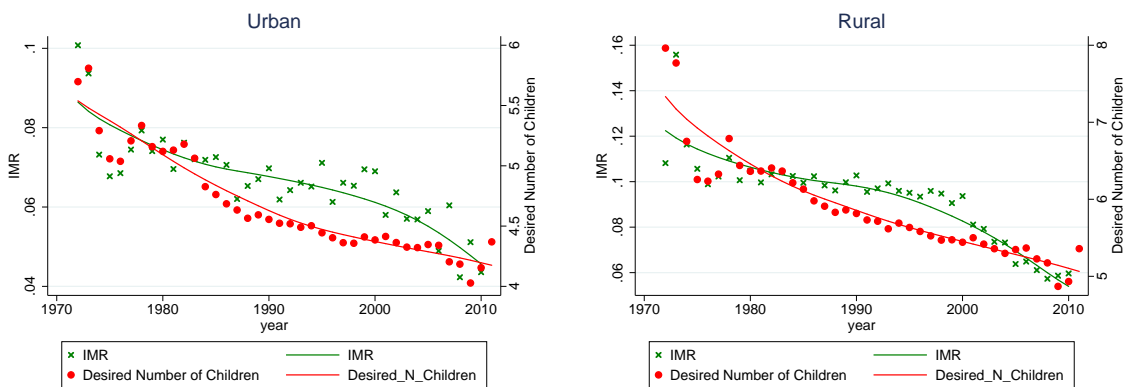 Urban
.1
.08
.06
.04
IMR
6
5.5
5
4.5
4
Desired Number of Children
1970
1980
1990
2000
2010
year
IMR
IMR
Desired Number of Children
Desired_N_Children
Rural
.16
.14
.12
.1
.08
.06
IMR
8
7
6
5
Desired Number of Children
1970
1980
1990
2000
2010
year
IMR
IMR
Desired Number of Children
Desired_N_Children